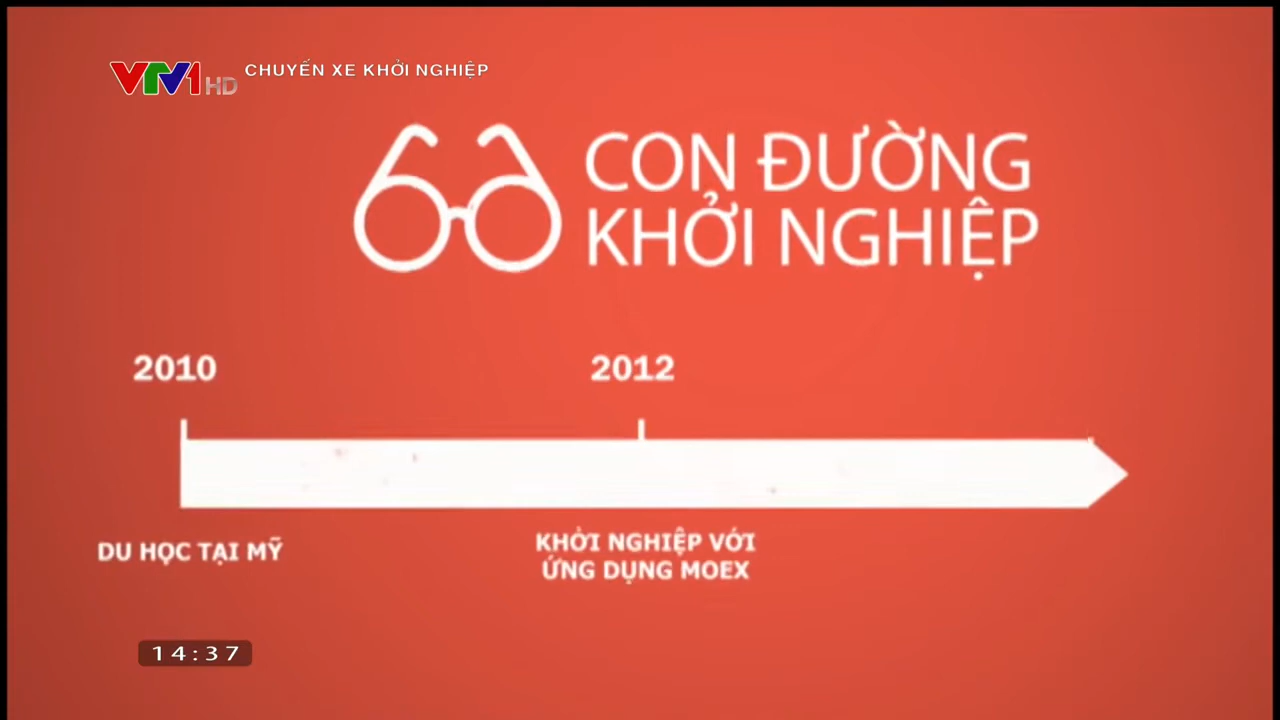 VTV1 HD
CHUYẾN XE KHỞI NGHIỆP
CON ĐƯỜNG
KHỞI NGHIỆP
2010
2012
DU HỌC TẠI MỸ
KHỞI NGHIỆP VỚI
ỨNG DỤNG MOEX
14:37